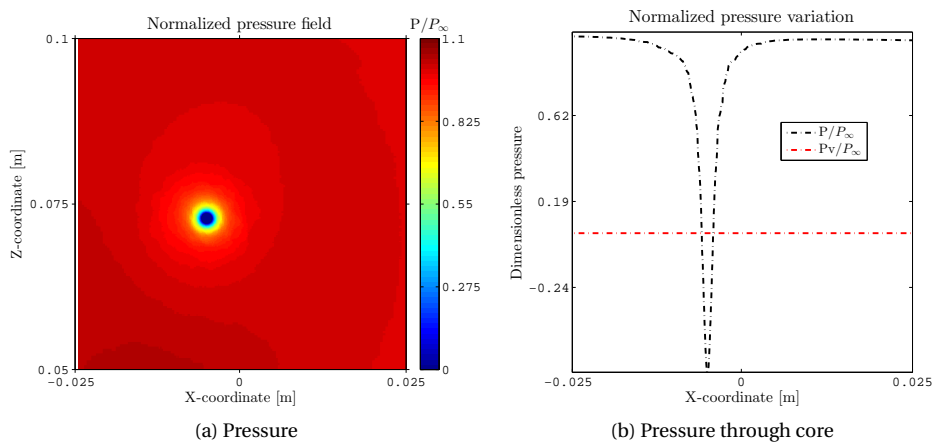 Normalized pressure field
P/P∞
0.1
0.075
0.05
Z-coordinate [m]
-0.025
0
0.025
X-coordinate [m]
1.1
0.825
0.55
0.275
0
(a) Pressure
Normalized pressure variation
0.62
0.19
-0.24
Dimensionless pressure
P/P∞
Pv/P∞
-0.025
0
0.025
X-coordinate [m]
(b) Pressure through core